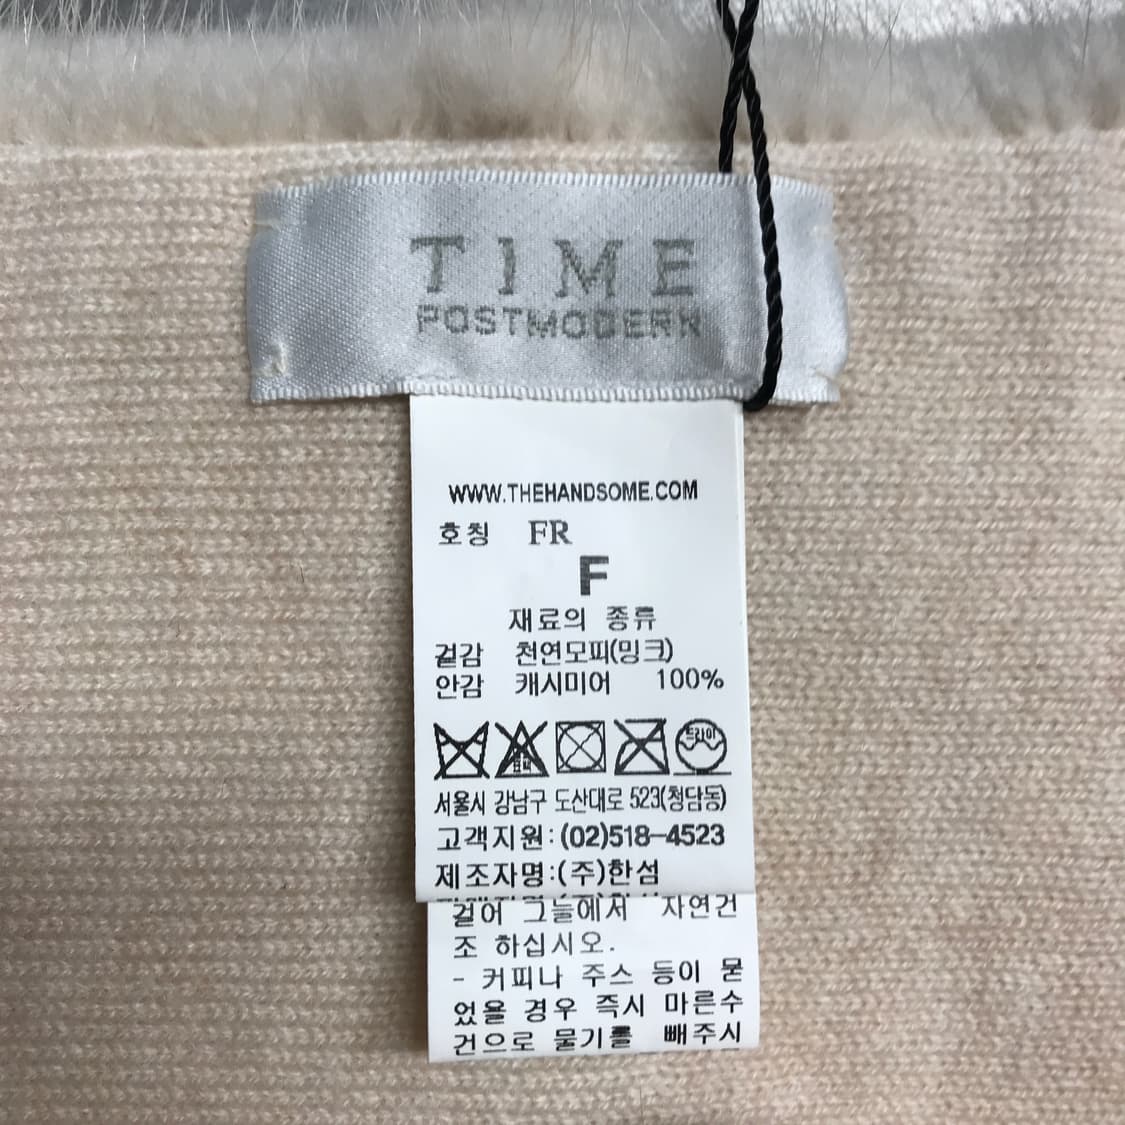 TIME
POSTMODERN
WWW.THEHANDSOME.COM
호칭 FR
F
재료의 종류
겉감 천연모피(밍크)
안감 캐시미어 100%
드라이
서울시 강남구 도산대로 523(청담동)
고객지원:(02)518-4523
제조자명:(주)한섬
걸어 그늘에서 자연건
조 하십시오.
- 커피나 주스 등이 묻
었을 경우 즉시 마른수
건으로 물기를 빼주시